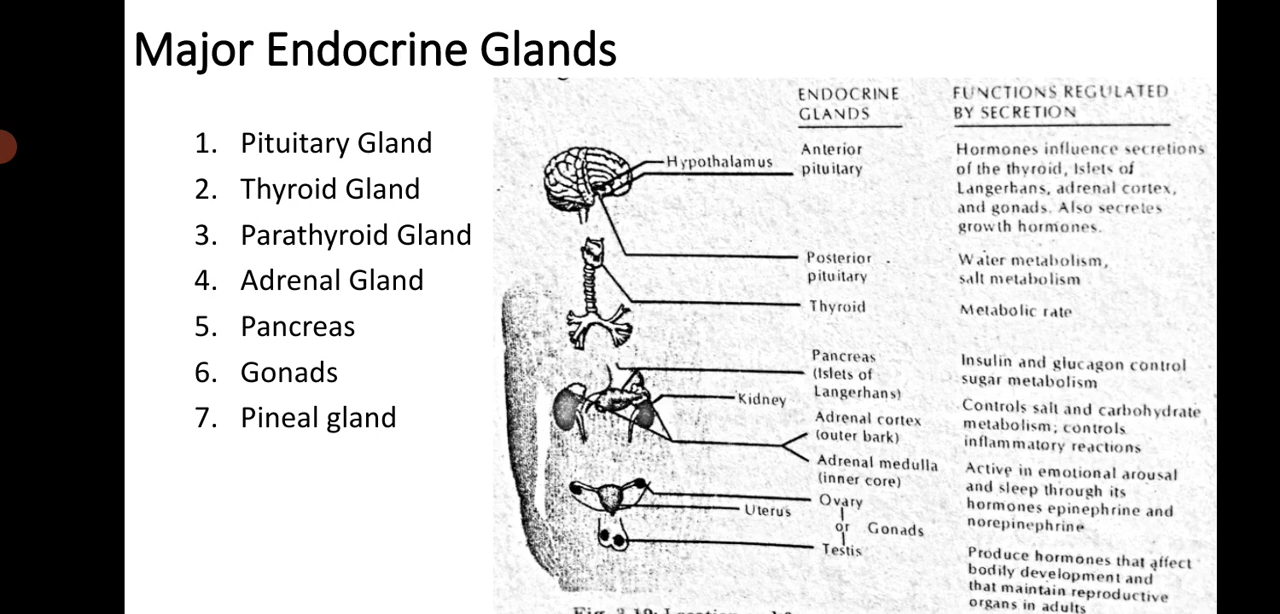 Major Endocrine Glands
1. Pituitary Gland
2. Thyroid Gland
3. Parathyroid Gland
4. Adrenal Gland
5. Pancreas
6. Gonads
7. Pineal gland
ENDOCRINE
GLANDS
FUNCTIONS REGULATED
BY SECRETION
Hypothalamus
Anterior
pituitary
Hormones influence secretions
of the thyroid, Islets of
Langerhans, adrenal cortex,
and gonads. Also secretes
growth hormones.
Posterior
pituitary
Water metabolism,
salt metabolism
Thyroid
Metabolic rate
Pancreas
(Islets of
Langerhans)
Insulin and glucagon control
sugar metabolism
Kidney
Adrenal cortex
(outer bark)
Controls salt and carbohydrate
metabolism; controls
inflammatory reactions
Adrenal medulla
(inner core)
Active in emotional arousal
and sleep through its
hormones epinephrine and
norepinephrine
Ovary
Uterus
or Gonads
Testis
Produce hormones that affect
bodily development and
that maintain reproductive
organs in adults